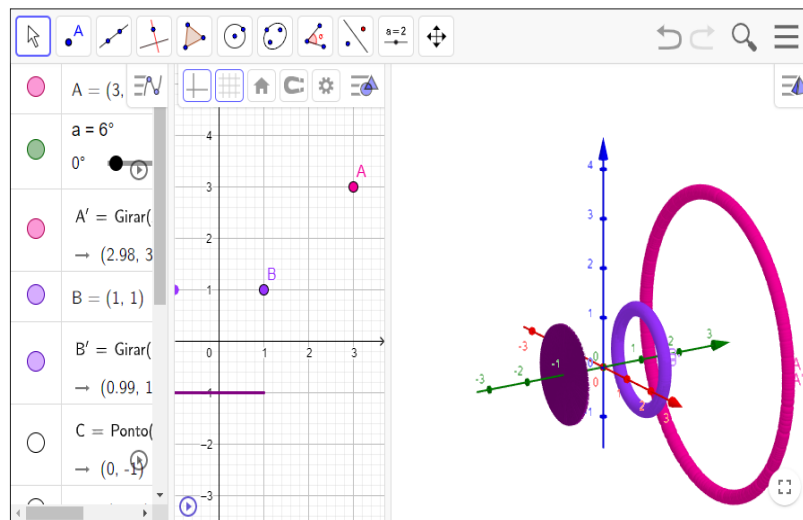 A
a=2
A = (3,
a = 6°
0°
A′ = Girar(
→ (2.98, 3
B = (1, 1)
B′ = Girar(
→ (0.99, 1
C = Ponto(
→ (0, -1)
4
3
2
1
0
1
2
3
-1
-2
-3
A
B
4
3
2
1
0
-1
-3
-2
-1
0
1
2
3
-3
0
2
3
A